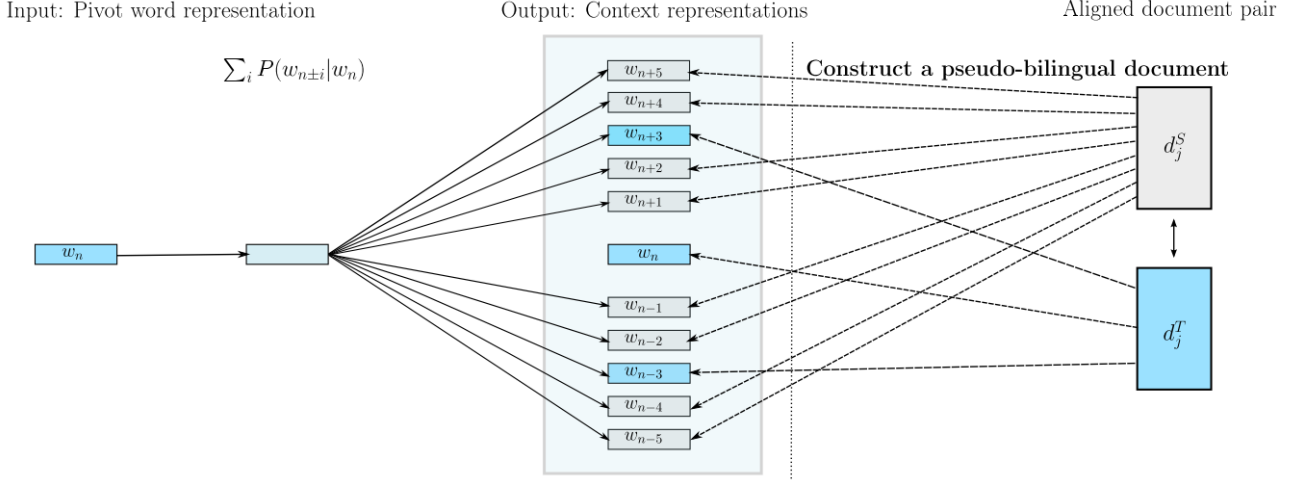 Input: Pivot word representation
Output: Context representations
Aligned document pair
∑_i P(w_{n±i}|w_n)
Construct a pseudo-bilingual document
w_{n+5}
w_{n+4}
w_{n+3}
w_{n+2}
w_{n+1}
w_n
w_n
w_{n-1}
w_{n-2}
w_{n-3}
w_{n-4}
w_{n-5}
d_j^S
d_j^T